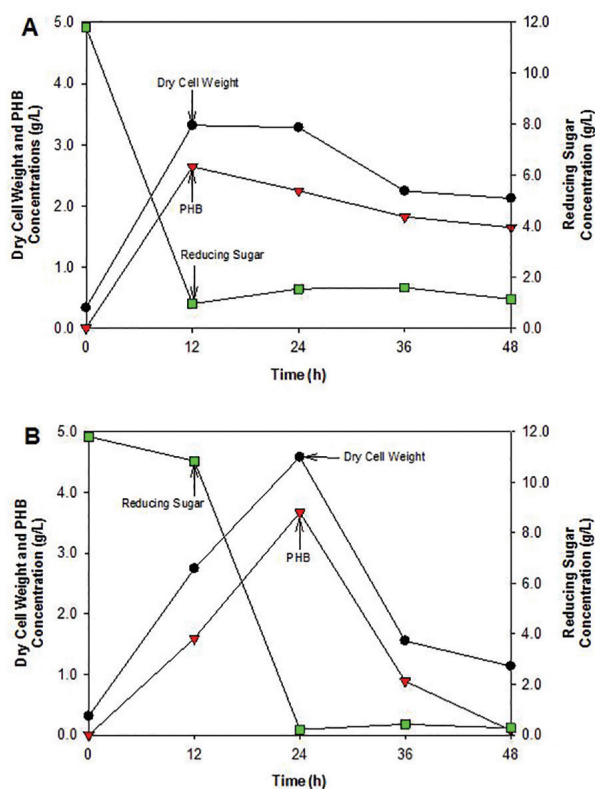 A
Dry Cell Weight and PHB
Concentrations (g/L)
5.0
4.0
3.0
2.0
1.0
0.0
Dry Cell Weight
PHB
Reducing Sugar
12.0
10.0
8.0
6.0
4.0
2.0
0.0
Reducing Sugar
Concentration (g/L)
0 12 24 36 48
Time (h)
B
Dry Cell Weight and PHB
Concentration (g/L)
5.0
4.0
3.0
2.0
1.0
0.0
Reducing Sugar
Dry Cell Weight
PHB
12.0
10.0
8.0
6.0
4.0
2.0
0.0
Reducing Sugar
Concentration (g/L)
0 12 24 36 48
Time (h)